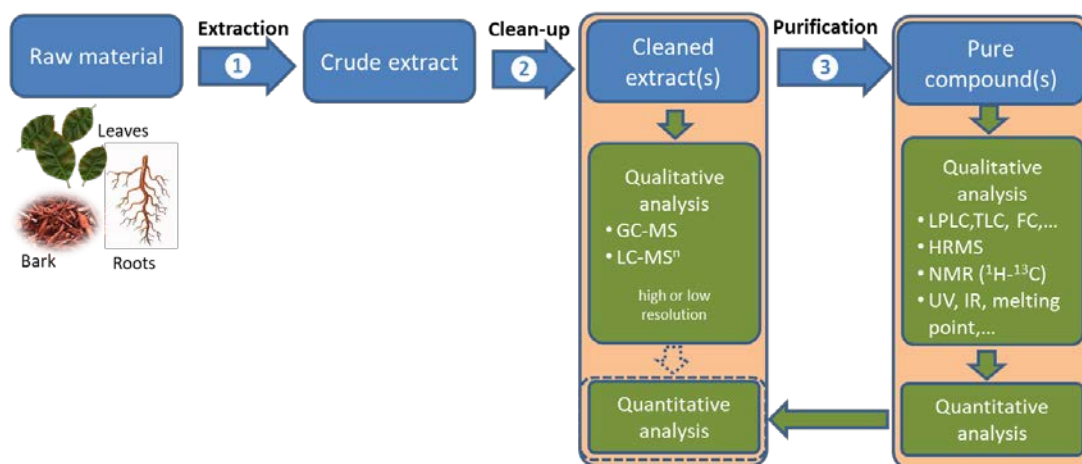 Raw material
Extraction
1
Crude extract
Clean-up
2
Cleaned
extract(s)
Purification
3
Pure
compound(s)
Leaves
Bark
Roots
Qualitative
analysis
• GC-MS
• LC-MSⁿ
high or low
resolution
Quantitative
analysis
Qualitative
analysis
• LPLC,TLC, FC,...
• HRMS
• NMR (¹H-¹³C)
• UV, IR, melting
point,...
Quantitative
analysis